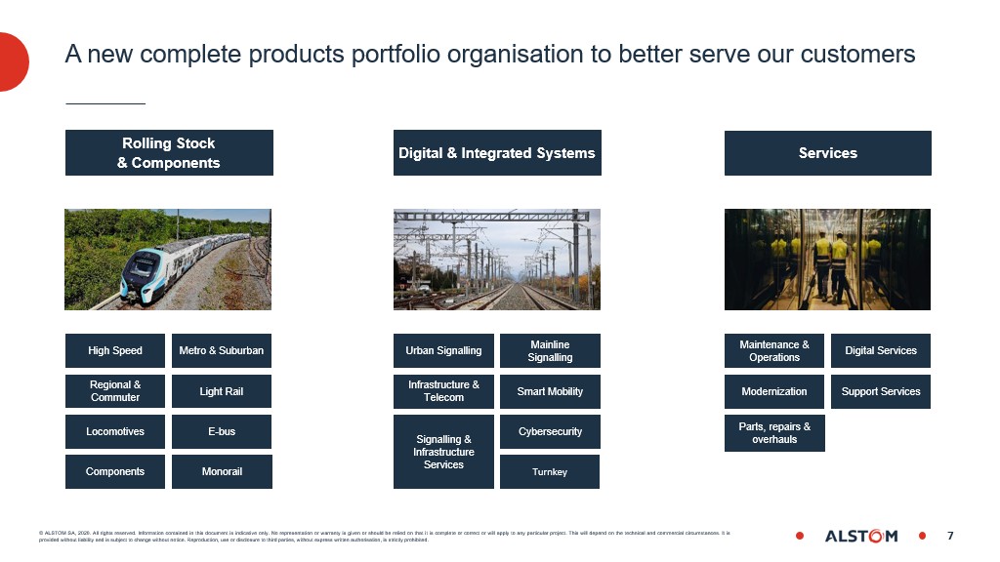 A new complete products portfolio organisation to better serve our customers
Rolling Stock
& Components
Digital & Integrated Systems
Services
High Speed
Metro & Suburban
Regional &
Commuter
Light Rail
Locomotives
E-bus
Components
Monorail
Urban Signalling
Mainline
Signalling
Infrastructure &
Telecom
Smart Mobility
Signalling &
Infrastructure
Services
Cybersecurity
Turnkey
Maintenance &
Operations
Digital Services
Modernization
Support Services
Parts, repairs &
overhauls
© ALSTOM SA, 2020. All rights reserved. Information contained in this document is indicative only. No representation or warranty is given or should be relied on that it is complete or correct or will apply to any particular project. This will depend on the technical and commercial circumstances. It is
provided without liability and is subject to change without notice. Reproduction, use or disclosure to third parties, without express written authorisation, is strictly prohibited.
ALSTOM
7